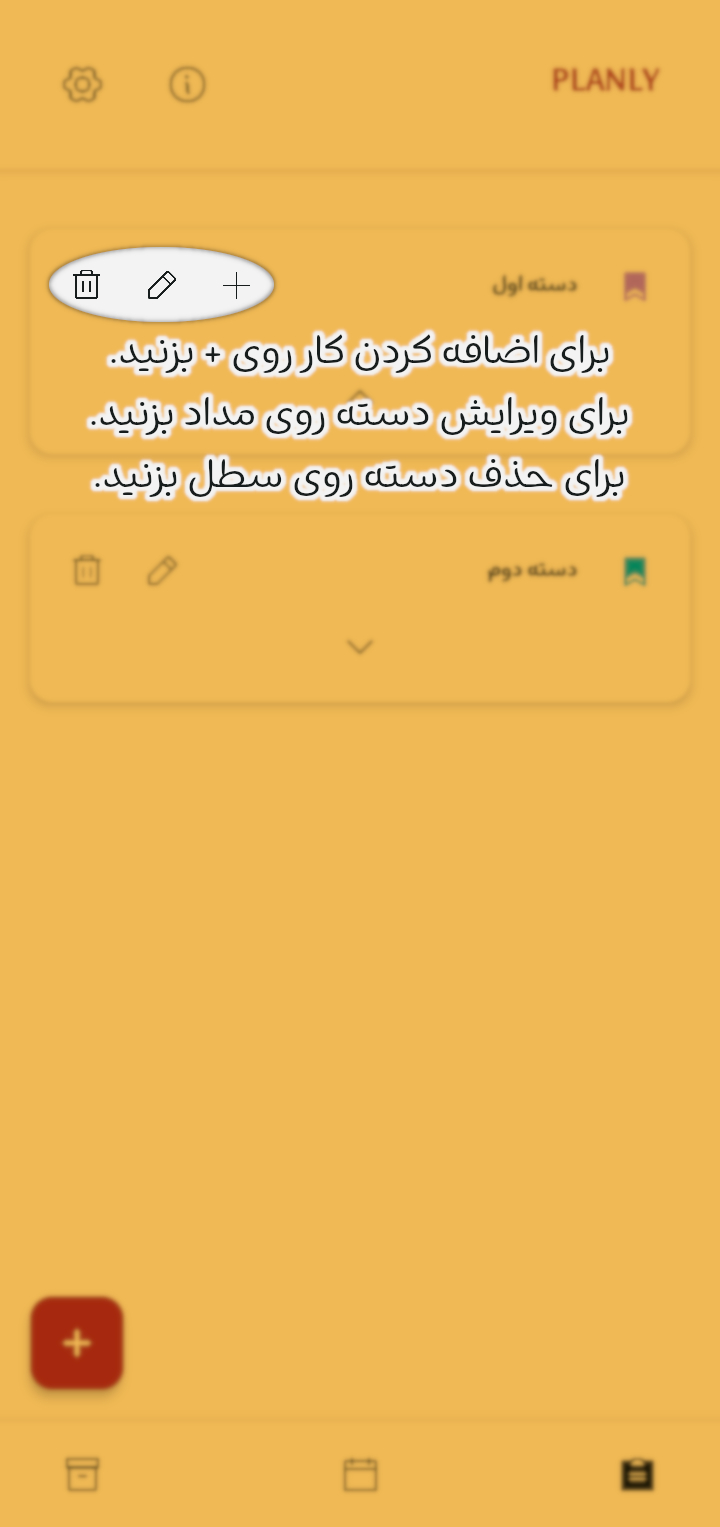 PLANLY
دسته اول
برای اضافه کردن کار روی + بزنید.
برای ویرایش دسته روی مداد بزنید.
برای حذف دسته روی سطل بزنید.
دسته دوم